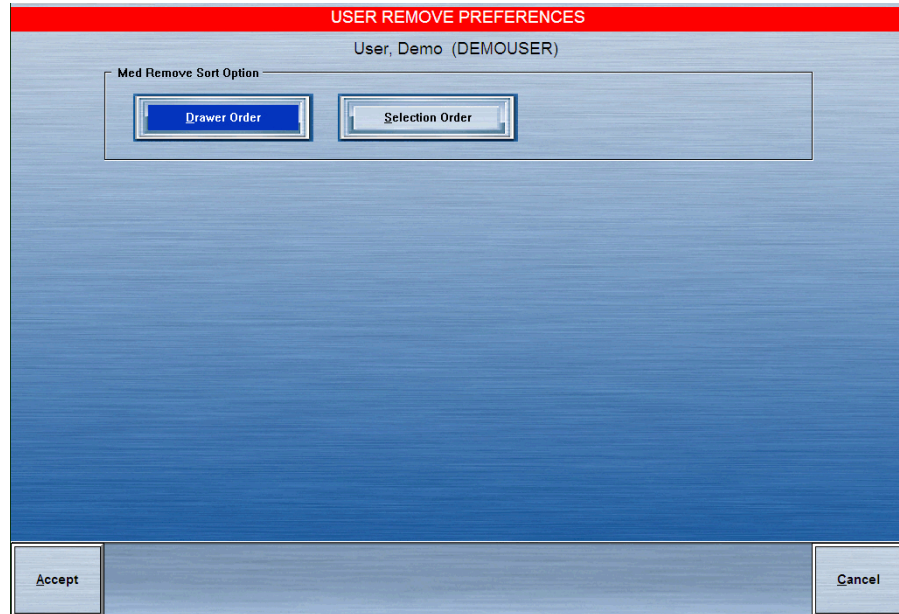 USER REMOVE PREFERENCES
User, Demo (DEMOUSER)
Med Remove Sort Option
Drawer Order
Selection Order
Accept
Cancel